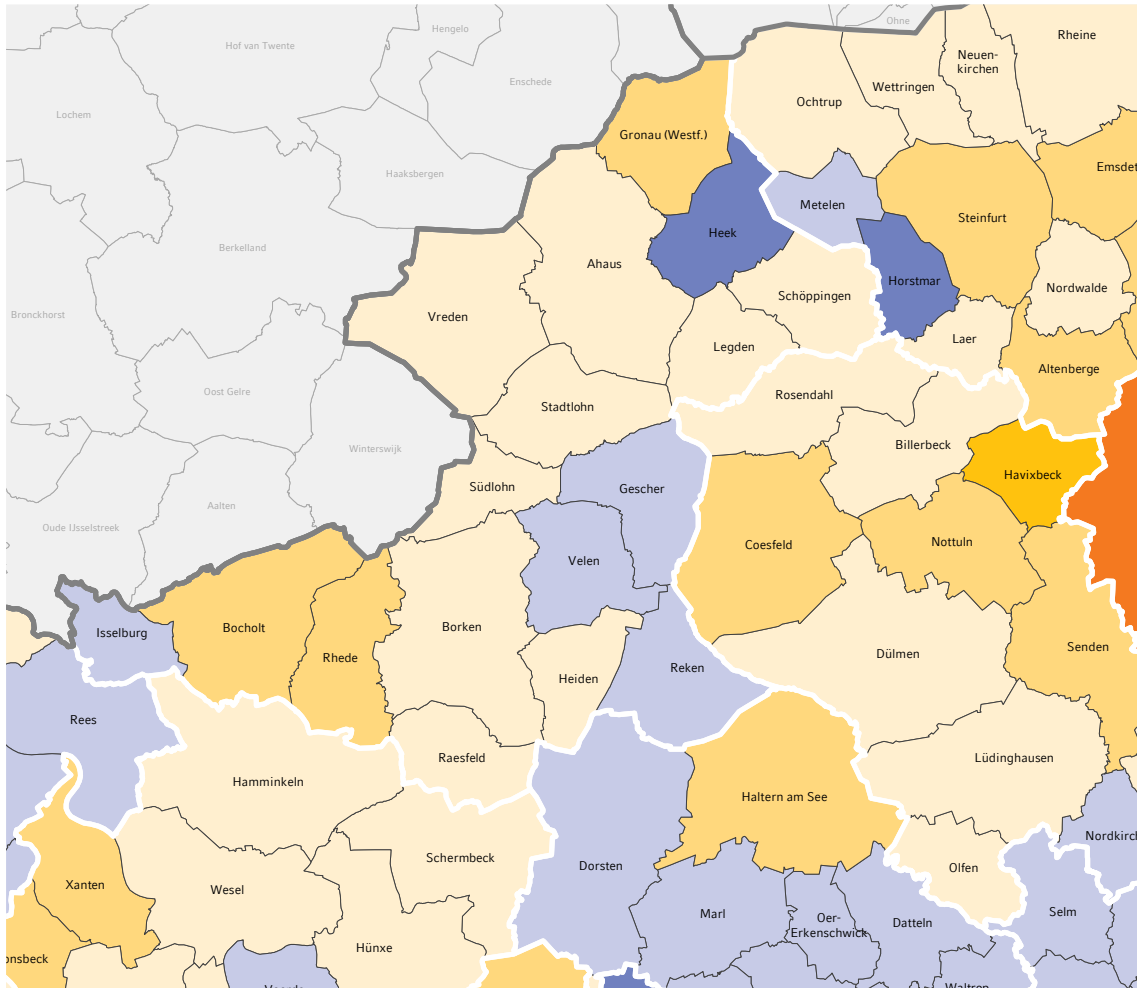 Ohne
Hengelo
Rheine
Hof van Twente
Neuen-
kirchen
Enschede
Wettringen
Ochtrup
Lochem
Gronau (Westf.)
Emsdet
Haaksbergen
Metelen
Steinfurt
Heek
Berkelland
Ahaus
Horstmar
Nordwalde
Schöppingen
Bronckhorst
Vreden
Laer
Legden
Altenberge
Oost Gelre
Rosendahl
Stadtlohn
Billerbeck
Winterswijk
Havixbeck
Südlohn
Gescher
Aalten
Oude IJsselstreek
Nottuln
Coesfeld
Velen
Isselburg
Bocholt
Borken
Senden
Dülmen
Rhede
Reken
Heiden
Rees
Raesfeld
Lüdinghausen
Hamminkeln
Haltern am See
Nordkirch
Schermbeck
Dorsten
Olfen
Xanten
Wesel
Marl
Oer-
Erkenschwick
Selm
Datteln
Hünxe
onsbeck
Voerde
Waltrop